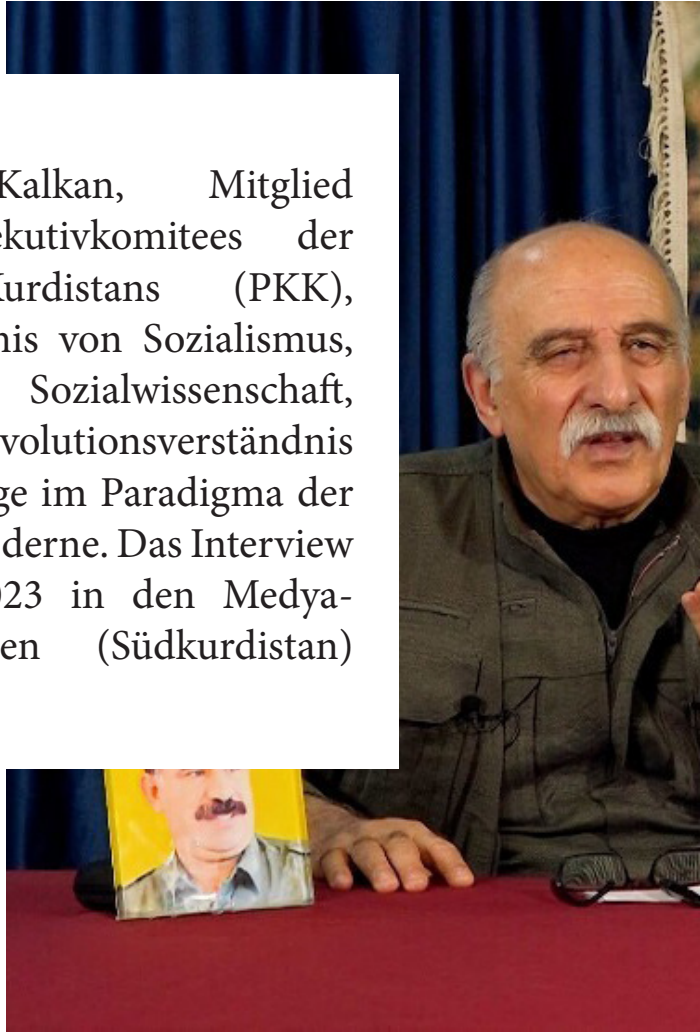 Kalkan, Mitglied
ekutivkomitees der
Kurdistans (PKK),
nis von Sozialismus,
Sozialwissenschaft,
volutionsverständnis
ge im Paradigma der
derne. Das Interview
023 in den Medya-
en (Südkurdistan)